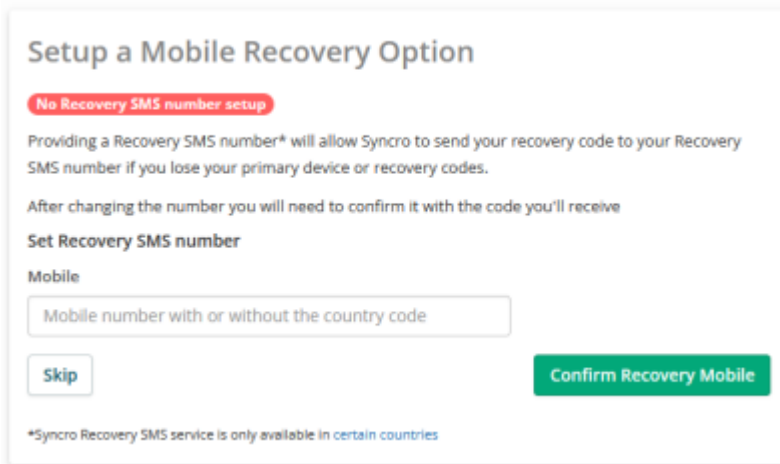 Setup a Mobile Recovery Option
No Recovery SMS number setup
Providing a Recovery SMS number* will allow Syncro to send your recovery code to your Recovery
SMS number if you lose your primary device or recovery codes.
After changing the number you will need to confirm it with the code you'll receive
Set Recovery SMS number
Mobile
Mobile number with or without the country code
Skip
Confirm Recovery Mobile
*Syncro Recovery SMS service is only available in certain countries